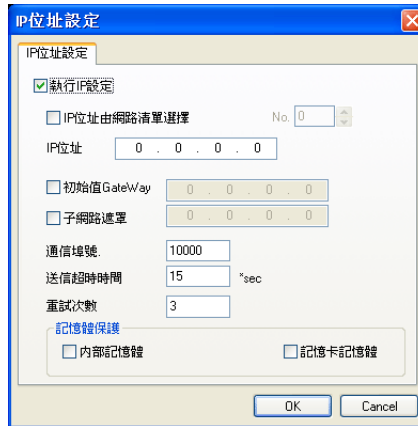 IP位址設定
IP位址設定
執行IP設定
IP位址由網路清單選擇 No. 0
IP位址 0 . 0 . 0 . 0
初始值GateWay 0 . 0 . 0 . 0
子網路遮罩 0 . 0 . 0 . 0
通信埠號. 10000
送信超時時間 15 *sec
重試次數 3
記憶體保護
內部記憶體 記憶卡記憶體
OK Cancel